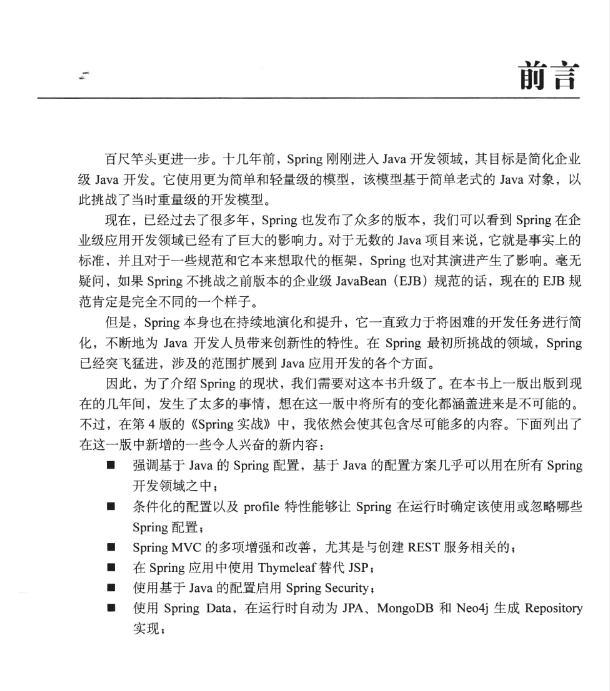 前言
百尺竿头更进一步。十几年前，Spring 刚刚进入 Java 开发领域，其目标是简化企业
级 Java 开发。它使用更为简单和轻量级的模型，该模型基于简单老式的 Java 对象，以
此挑战了当时重量级的开发模型。
现在，已经过去了很多年，Spring 也发布了众多的版本，我们可以看到 Spring 在企
业级应用开发领域已经有了巨大的影响力。对于无数的 Java 项目来说，它就是事实上的
标准，并且对于一些规范和它本来想取代的框架，Spring 也对其演进产生了影响。毫无
疑问，如果 Spring 不挑战之前版本的企业级 JavaBean（EJB）规范的话，现在的 EJB 规
范肯定是完全不同的一个样子。
但是，Spring 本身也在持续地演化和提升，它一直致力于将困难的开发任务进行简
化，不断地为 Java 开发人员带来创新性的特性。在 Spring 最初所挑战的领域，Spring
已经突飞猛进，涉及的范围扩展到 Java 应用开发的各个方面。
因此，为了介绍 Spring 的现状，我们需要对这本书升级了。在本书上一版出版到现
在的几年间，发生了太多的事情，想在这一版中将所有的变化都涵盖进来是不可能的。
不过，在第 4 版的《Spring 实战》中，我依然会使其包含尽可能多的内容。下面列出了
在这一版中新增的一些令人兴奋的新内容：
■ 强调基于 Java 的 Spring 配置，基于 Java 的配置方案几乎可以用在所有 Spring
开发领域之中；
■ 条件化的配置以及 profile 特性能够让 Spring 在运行时确定该使用或忽略哪些
Spring 配置；
■ Spring MVC 的多项增强和改善，尤其是与创建 REST 服务相关的；
■ 在 Spring 应用中使用 Thymeleaf 替代 JSP；
■ 使用基于 Java 的配置启用 Spring Security；
■ 使用 Spring Data，在运行时自动为 JPA、MongoDB 和 Neo4j 生成 Repository
实现；